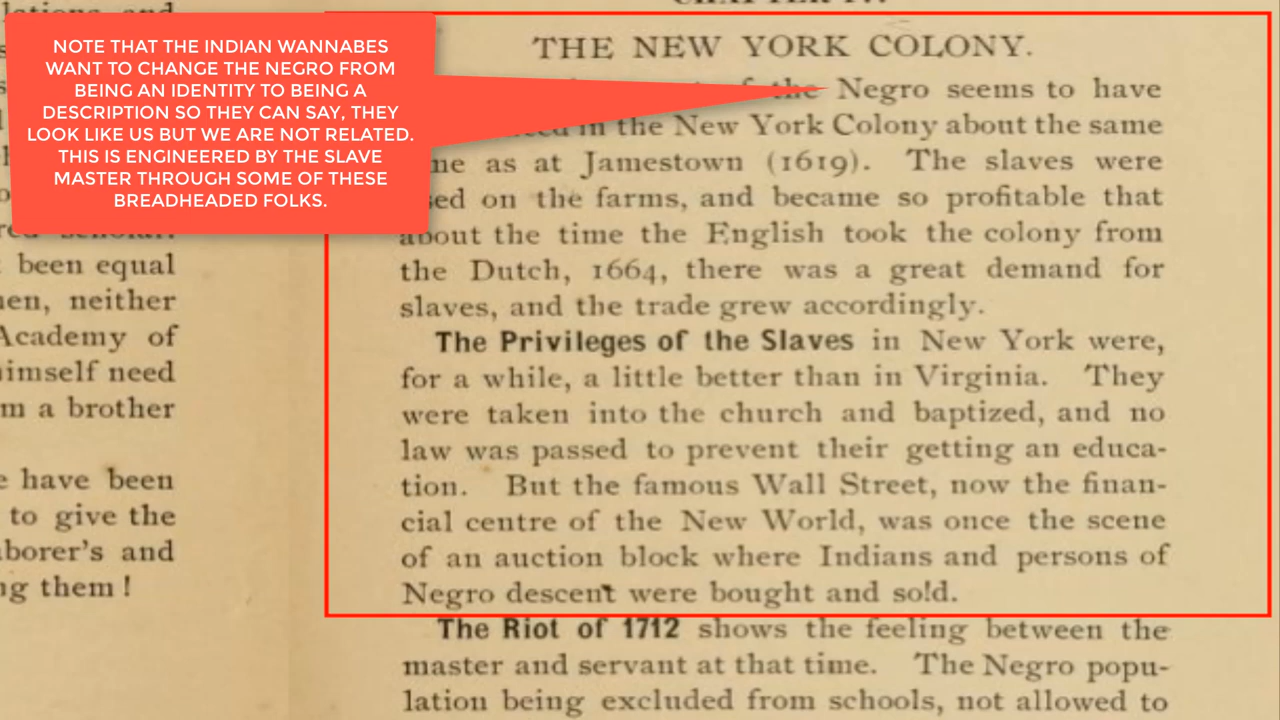 NOTE THAT THE INDIAN WANNABES
WANT TO CHANGE THE NEGRO FROM
BEING AN IDENTITY TO BEING A
DESCRIPTION SO THEY CAN SAY, THEY
LOOK LIKE US BUT WE ARE NOT RELATED.
THIS IS ENGINEERED BY THE SLAVE
MASTER THROUGH SOME OF THESE
BREADHEADED FOLKS.
been equal
neither
Academy of
himself need
a brother
have been
to give the
and
them!
THE NEW YORK COLONY.
the Negro seems to have
in the New York Colony about the same
as at Jamestown (1619). The slaves were
on the farms, and became so profitable that
about the time the English took the colony from
the Dutch, 1664, there was a great demand for
slaves, and the trade grew accordingly.
The Privileges of the Slaves in New York were,
for a while, a little better than in Virginia. They
were taken into the church and baptized, and no
law was passed to prevent their getting an educa-
tion. But the famous Wall Street, now the finan-
cial centre of the New World, was once the scene
of an auction block where Indians and persons of
Negro descent were bought and sold.
The Riot of 1712 shows the feeling between the
master and servant at that time. The Negro popu-
lation being excluded from schools, not allowed to